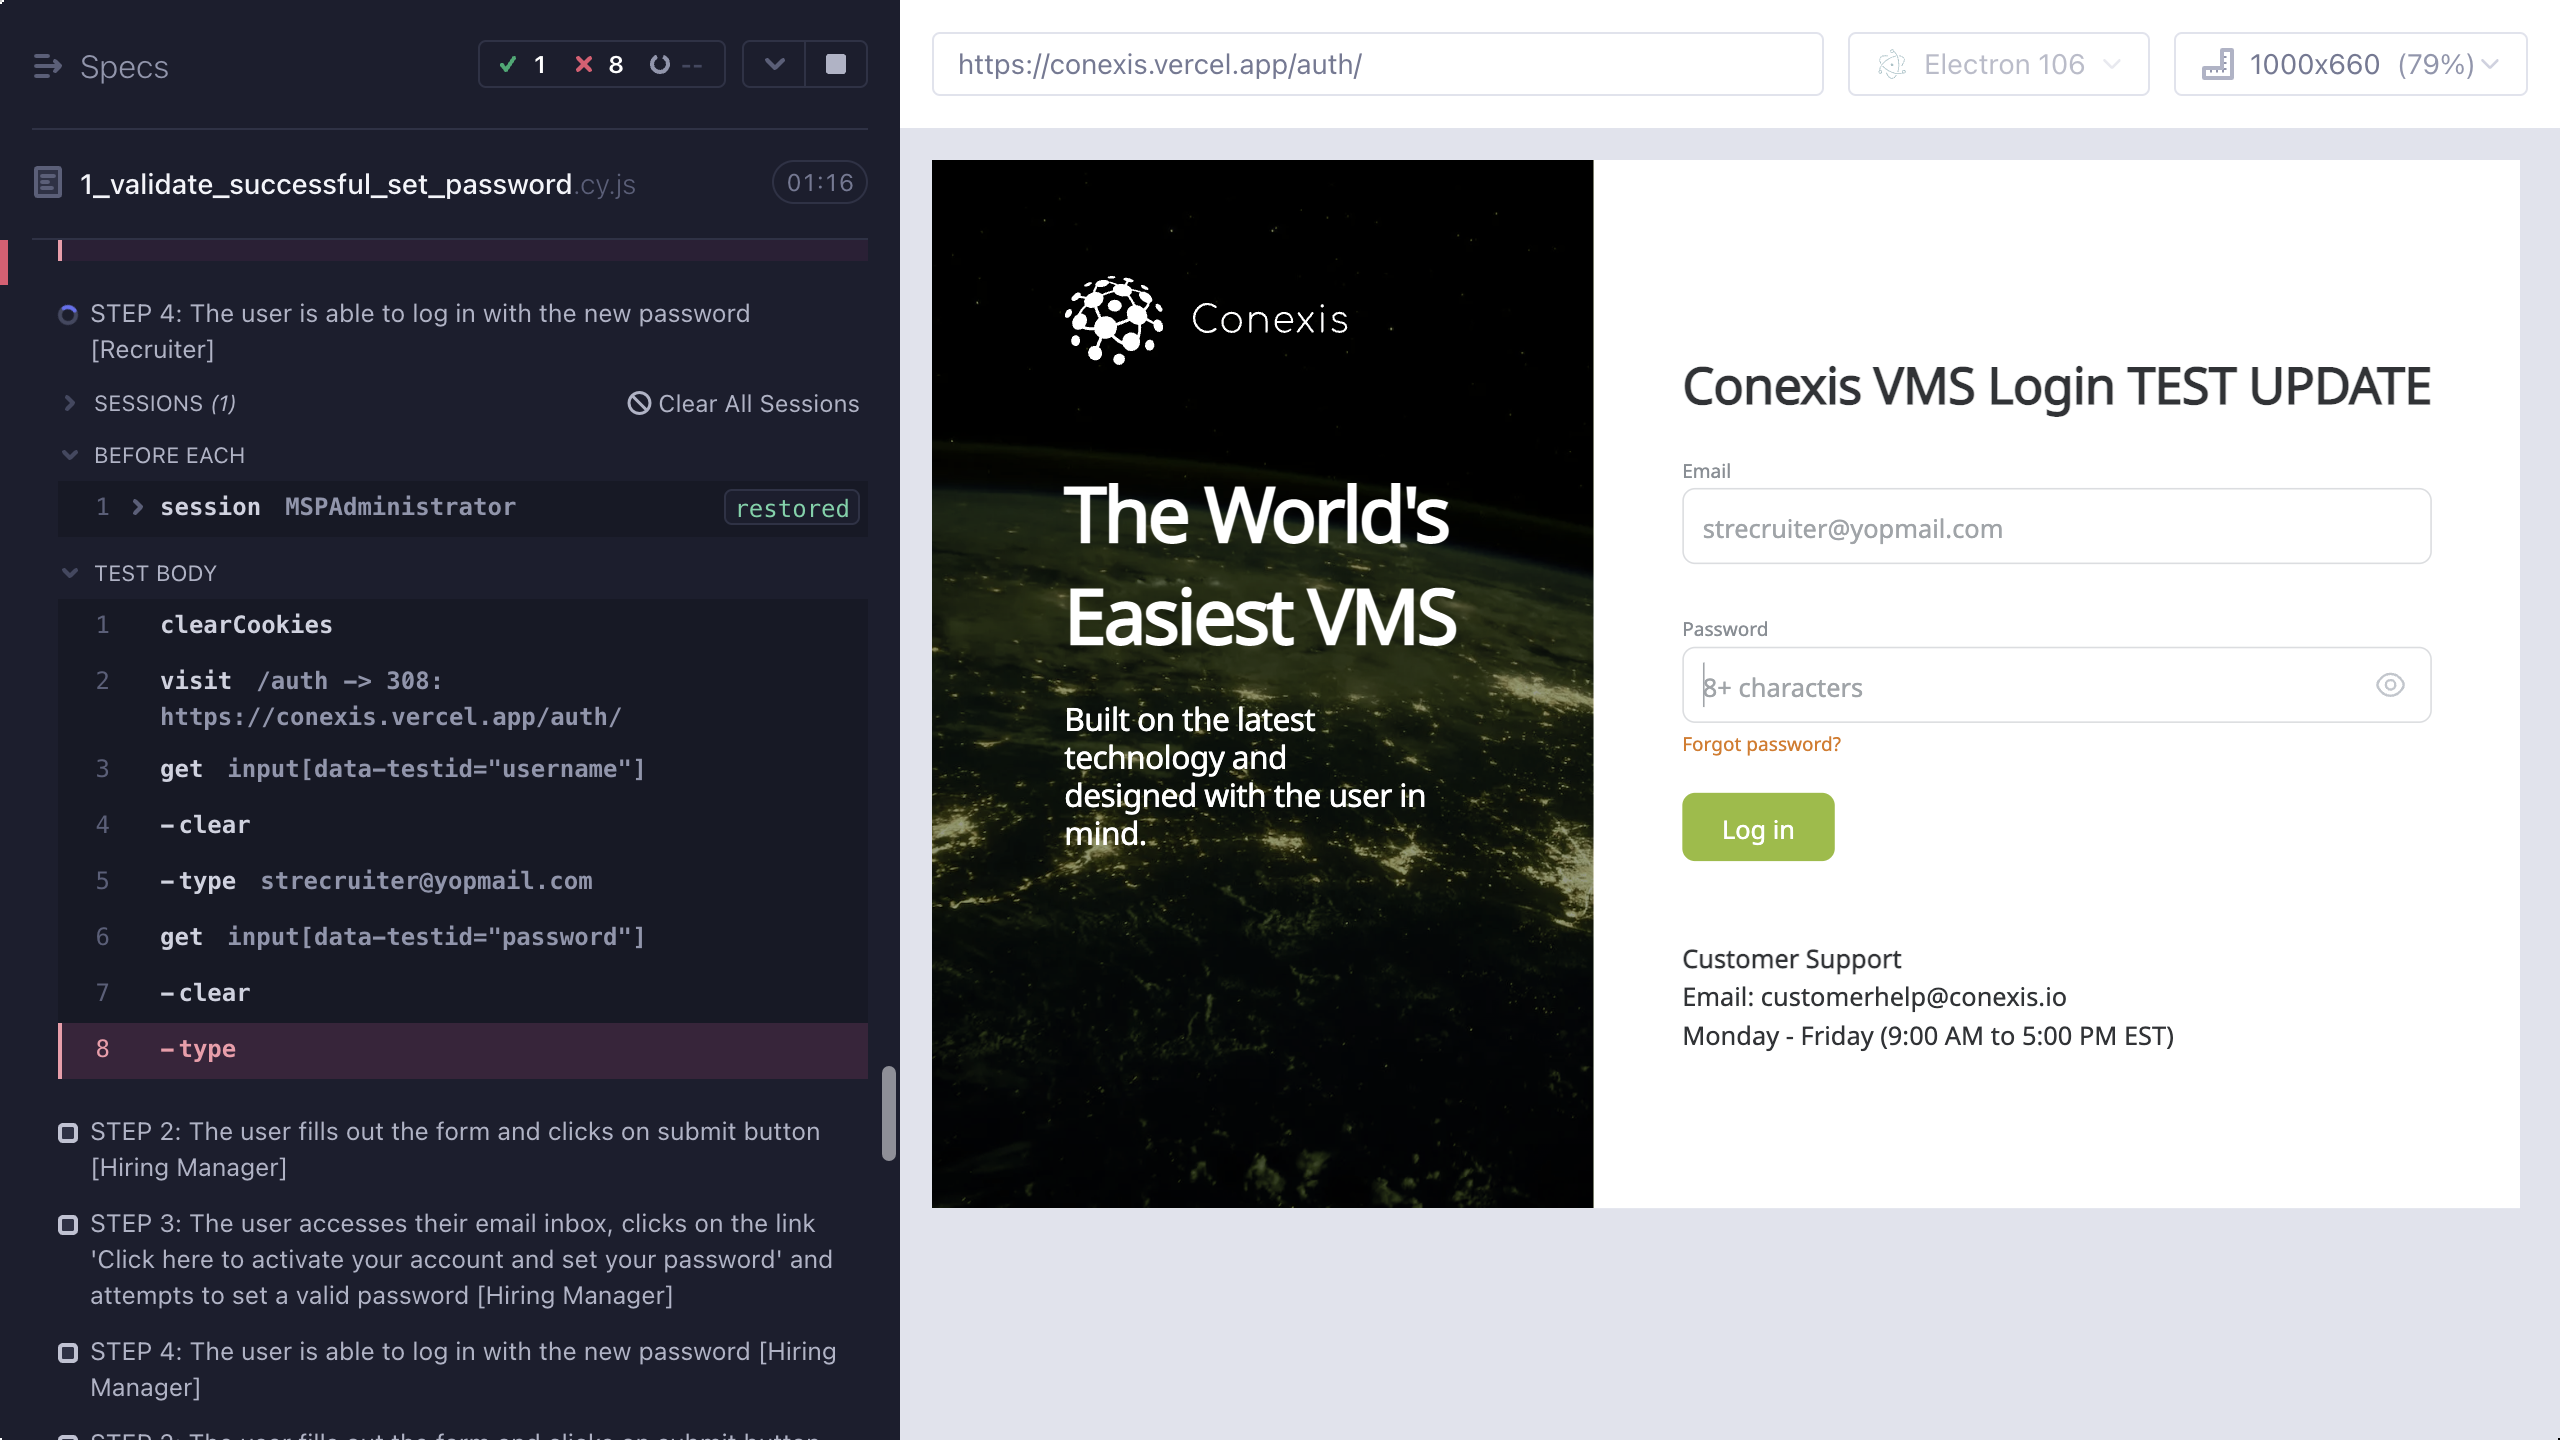 Specs
1
8
--
1_validate_successful_set_password.cy.js
01:16
STEP 4: The user is able to log in with the new password
[Recruiter]
SESSIONS (1)
Clear All Sessions
BEFORE EACH
1 session MSPAdministrator restored
TEST BODY
1 clearCookies
2 visit /auth -> 308:
https://conexis.vercel.app/auth/
3 get input[data-testid="username"]
4 -clear
5 -type strecruiter@yopmail.com
6 get input[data-testid="password"]
7 -clear
8 -type
STEP 2: The user fills out the form and clicks on submit button
[Hiring Manager]
STEP 3: The user accesses their email inbox, clicks on the link
'Click here to activate your account and set your password' and
attempts to set a valid password [Hiring Manager]
STEP 4: The user is able to log in with the new password [Hiring
Manager]
https://conexis.vercel.app/auth/
Electron 106
1000x660 (79%)
Conexis
The World's
Easiest VMS
Built on the latest
technology and
designed with the user in
mind.
Conexis VMS Login TEST UPDATE
Email
strecruiter@yopmail.com
Password
8+ characters
Forgot password?
Log in
Customer Support
Email: customerhelp@conexis.io
Monday - Friday (9:00 AM to 5:00 PM EST)